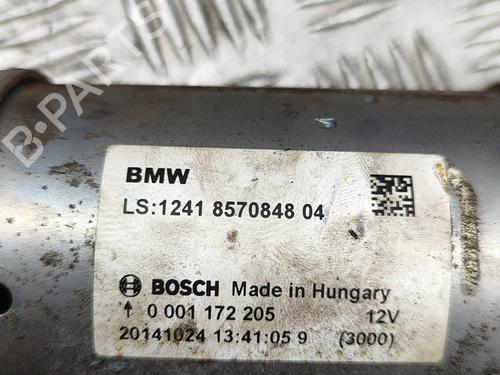 B-PARTS
BMW
LS:1241 8570848 04
BOSCH Made in Hungary
↑ 0 001 172 205 12V
20141024 13:41:05 9 (3000)